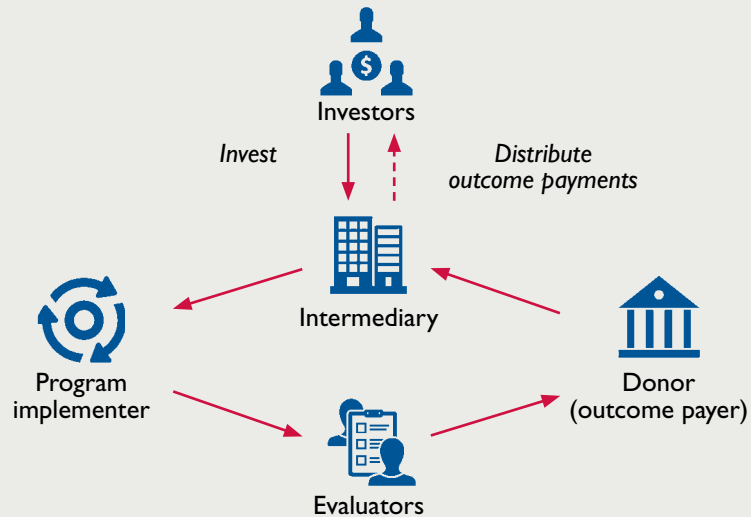 $
Investors
Invest
Distribute
outcome payments
Intermediary
Program
implementer
Donor
(outcome payer)
Evaluators